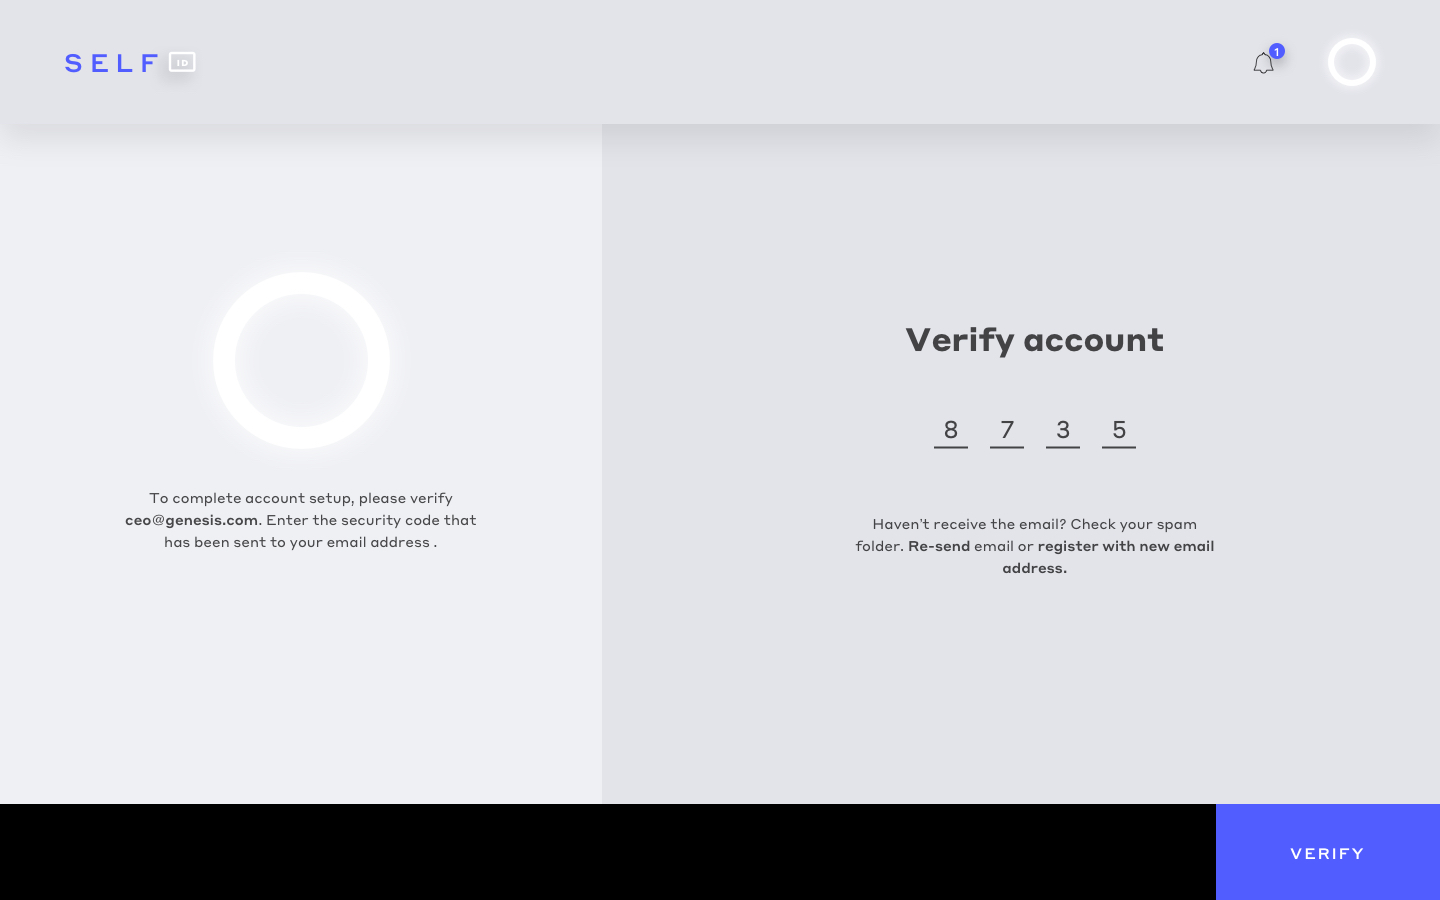 SELF ID
1
To complete account setup, please verify
ceo@genesis.com. Enter the security code that
has been sent to your email address .
Verify account
8 7 3 5
Haven't receive the email? Check your spam
folder. Re-send email or register with new email
address.
VERIFY